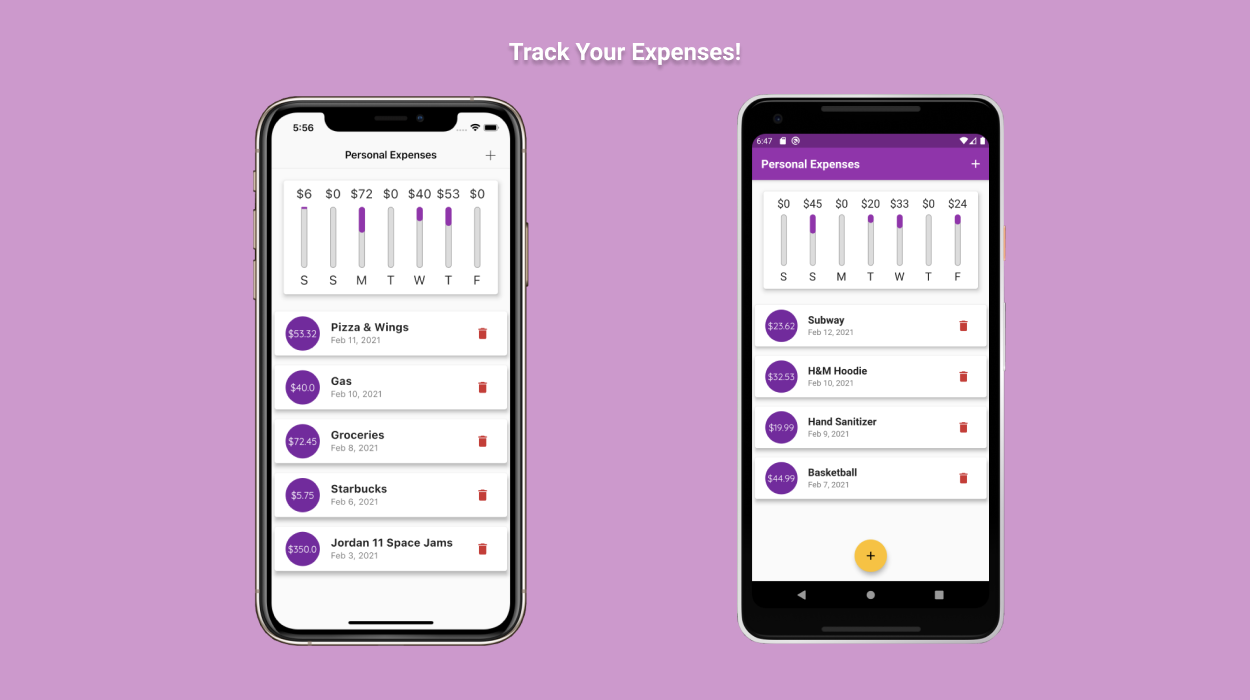 Track Your Expenses!
5:56
Personal Expenses
$6 $0 $72 $0 $40 $53 $0
S S M T W T F
$53.32
Pizza & Wings
Feb 11, 2021
$40.0
Gas
Feb 10, 2021
$72.45
Groceries
Feb 8, 2021
$5.75
Starbucks
Feb 6, 2021
$350.0
Jordan 11 Space Jams
Feb 3, 2021
6:47
Personal Expenses
$0 $45 $0 $20 $33 $0 $24
S S M T W T F
$23.62
Subway
Feb 12, 2021
$32.53
H&M Hoodie
Feb 10, 2021
$19.99
Hand Sanitizer
Feb 9, 2021
$44.99
Basketball
Feb 7, 2021